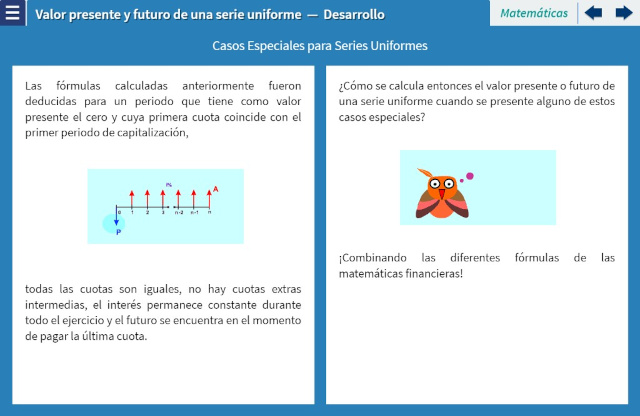 Valor presente y futuro de una serie uniforme — Desarrollo
Matemáticas
Casos Especiales para Series Uniformes
Las fórmulas calculadas anteriormente fueron
deducidas para un periodo que tiene como valor
presente el cero y cuya primera cuota coincide con el
primer periodo de capitalización,
i%
A
0 1 2 3 n-2 n-1 n
P
todas las cuotas son iguales, no hay cuotas extras
intermedias, el interés permanece constante durante
todo el ejercicio y el futuro se encuentra en el momento
de pagar la última cuota.
¿Cómo se calcula entonces el valor presente o futuro de
una serie uniforme cuando se presente alguno de estos
casos especiales?
¡Combinando las diferentes fórmulas de las
matemáticas financieras!